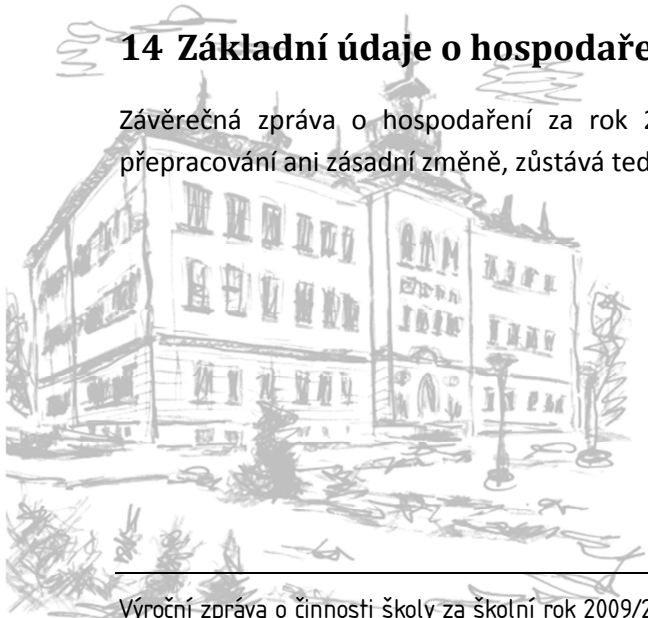 14 Základní údaje o hospodaře
Závěrečná zpráva o hospodaření za rok 2
přepracování ani zásadní změně, zůstává ted
Výroční zpráva o činnosti školy za školní rok 2009/2